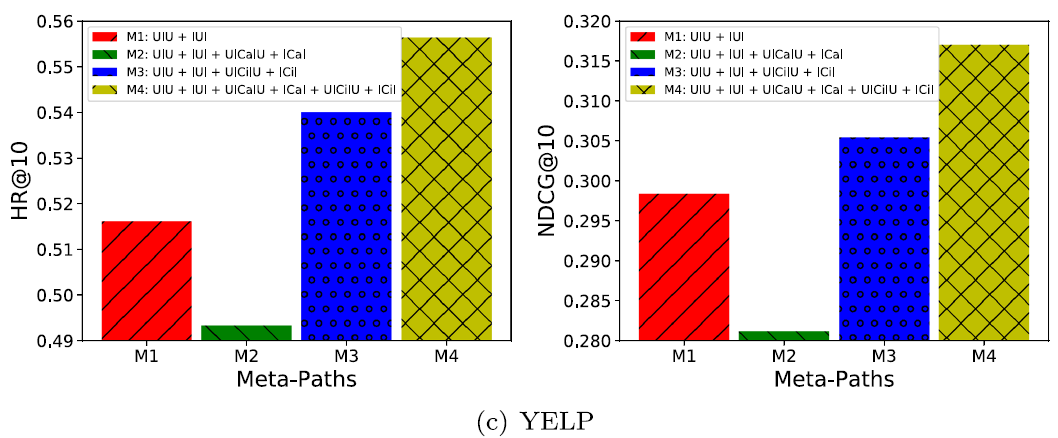 HR@10
0.56
0.55
0.54
0.53
0.52
0.51
0.50
0.49
M1: UIU + IUI
M2: UIU + IUI + UICaIU + ICaI
M3: UIU + IUI + UICiIU + ICiI
M4: UIU + IUI + UICaIU + ICaI + UICiIU + ICiI
M1 M2 M3 M4
Meta-Paths
NDCG@10
0.320
0.315
0.310
0.305
0.300
0.295
0.290
0.285
0.280
M1: UIU + IUI
M2: UIU + IUI + UICaIU + ICaI
M3: UIU + IUI + UICiIU + ICiI
M4: UIU + IUI + UICaIU + ICaI + UICiIU + ICiI
M1 M2 M3 M4
Meta-Paths
(c) YELP